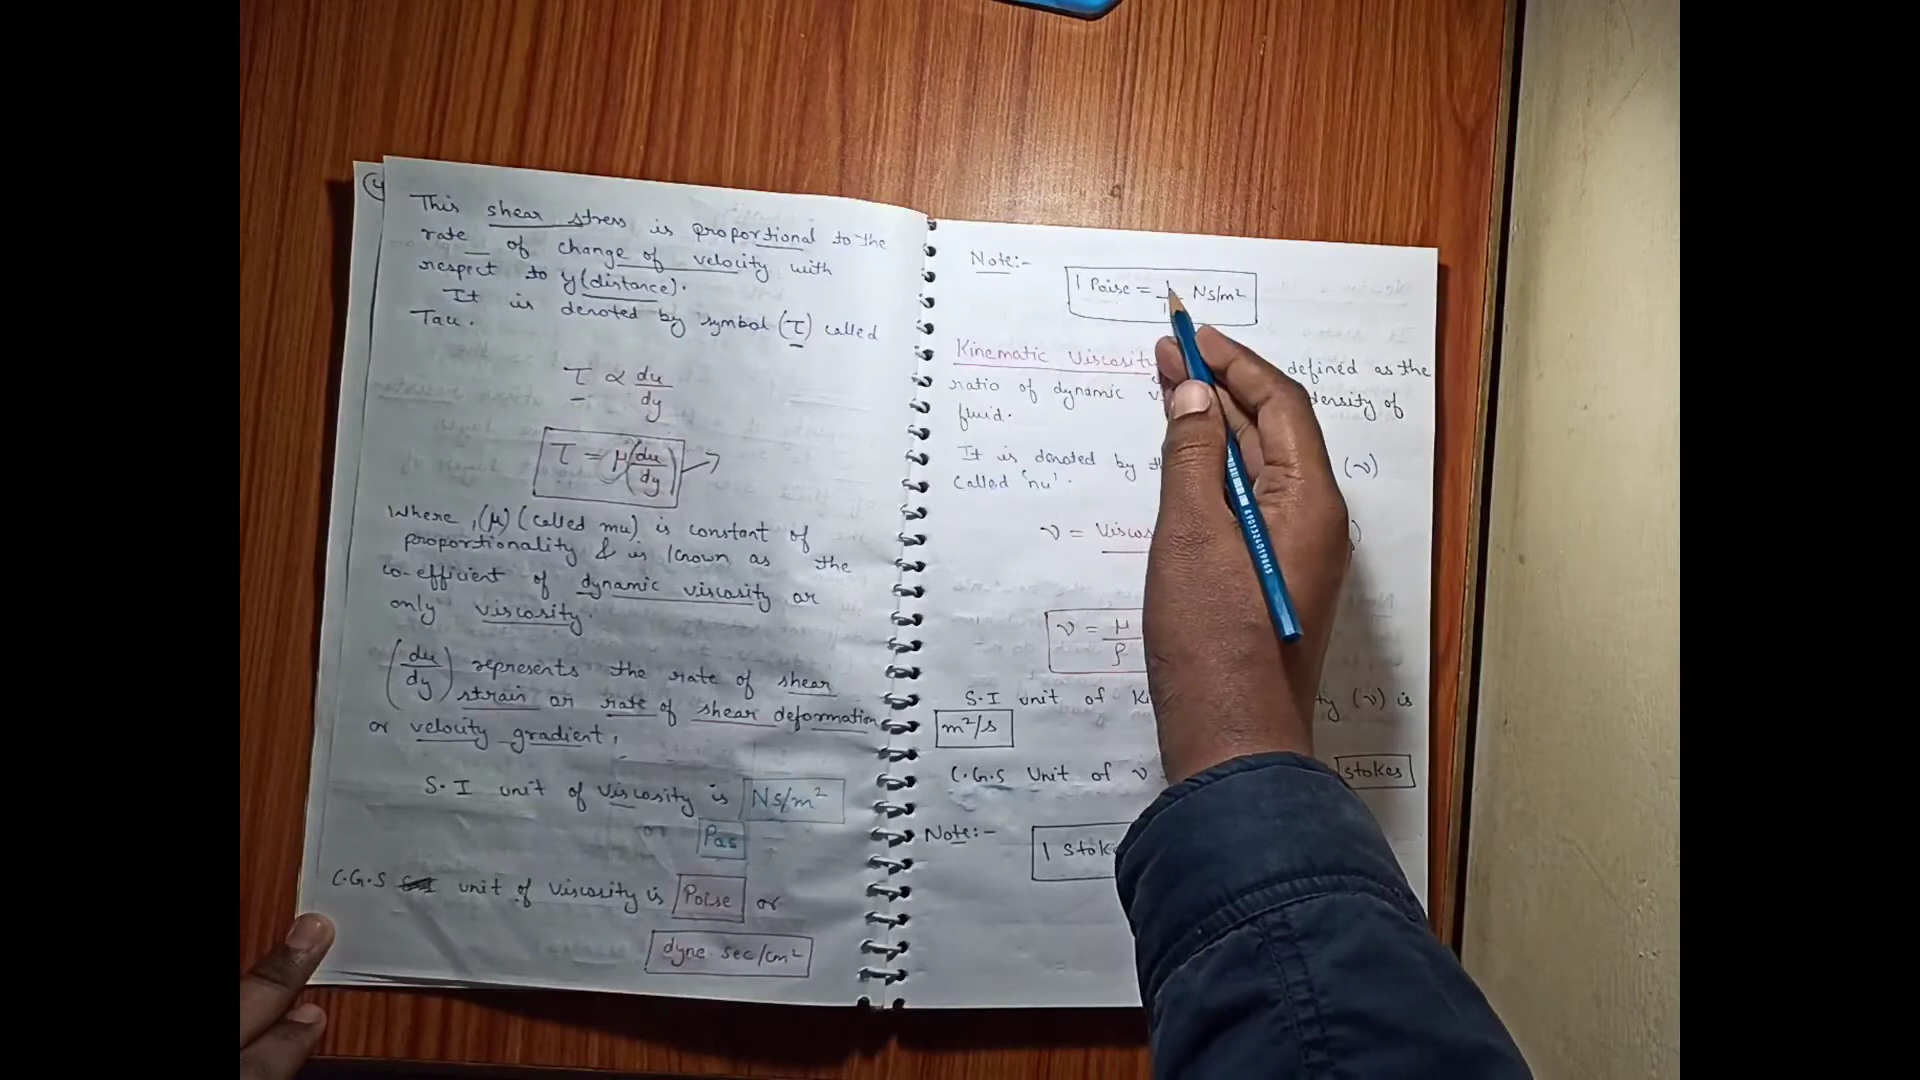 4
This shear stress is proportional to the
rate of change of velocity with
respect to y (distance).
It is denoted by symbol (τ) called
Tau.
τ ∝ du/dy
τ = μ(du/dy)
Where, (μ) (called mu) is constant of
proportionality & is known as the
co-efficient of dynamic viscosity or
only viscosity.
(du/dy) represents the rate of shear
strain or rate of shear deformation
or velocity gradient.
S.I unit of viscosity is Ns/m²
or Pas
C.G.S unit of viscosity is Poise or
dyne. sec/cm²
Note:-
1 Poise = Ns/m²
Kinematic Viscosity defined as the
ratio of dynamic density of
fluid.
It is denoted by (ν)
called 'nu'.
ν =
ν = μ/ρ
S.I unit of (ν) is
m²/s
C.G.S Unit of ν stokes
Note:-
1
6901324019865